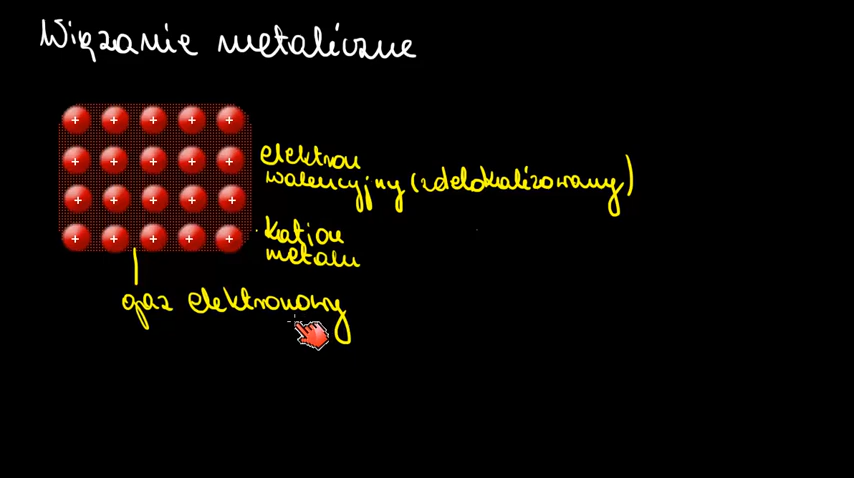 Wiązanie metaliczne
+ + + + +
+ + + + +
+ + + + +
+ + + + +
elektron
walencyjny (zdelokalizowany)
kation
metalu
gaz elektronowy